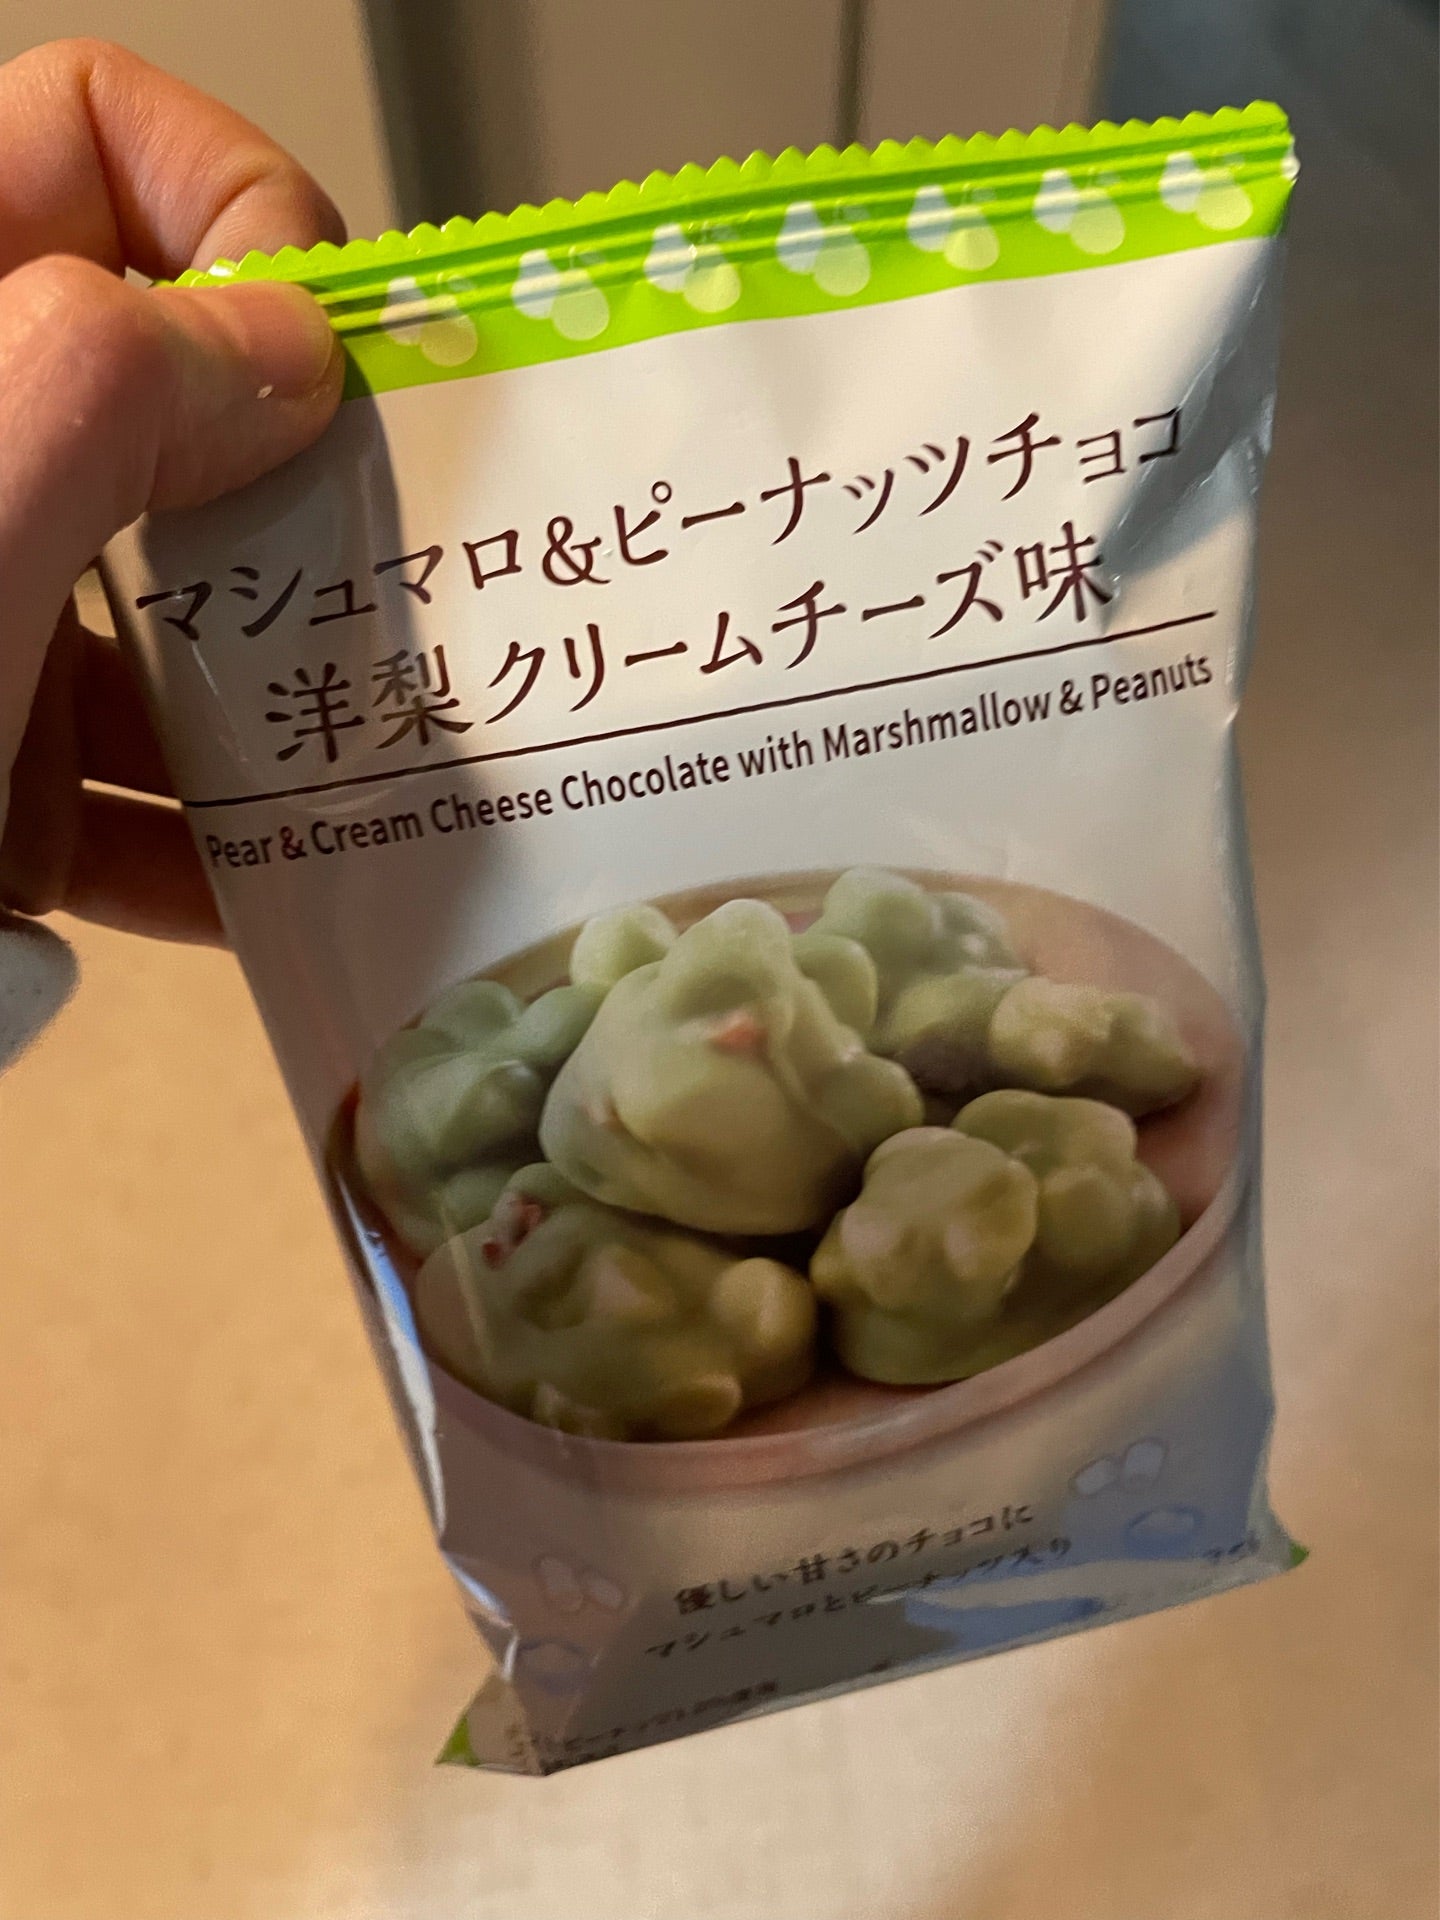 マシュマロ&ピーナッツチョコ
洋梨クリームチーズ味
Pear & Cream Cheese Chocolate with Marshmallow & Peanuts
優しい甘さのチョコに
マシュマロとピーナッツ入り